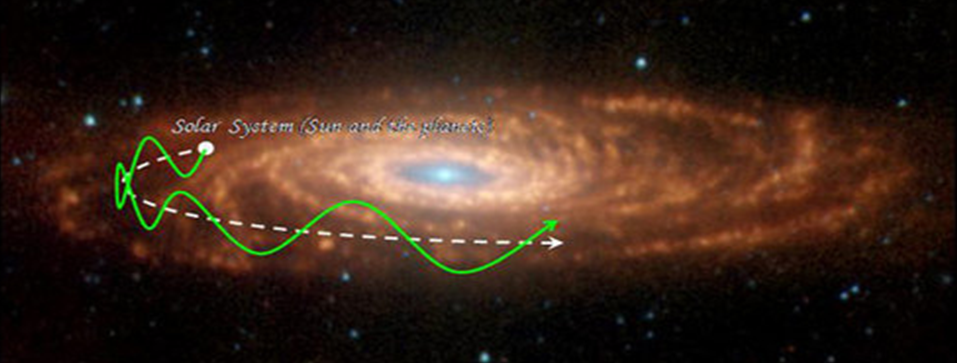 Solar System (Sun and the planets)